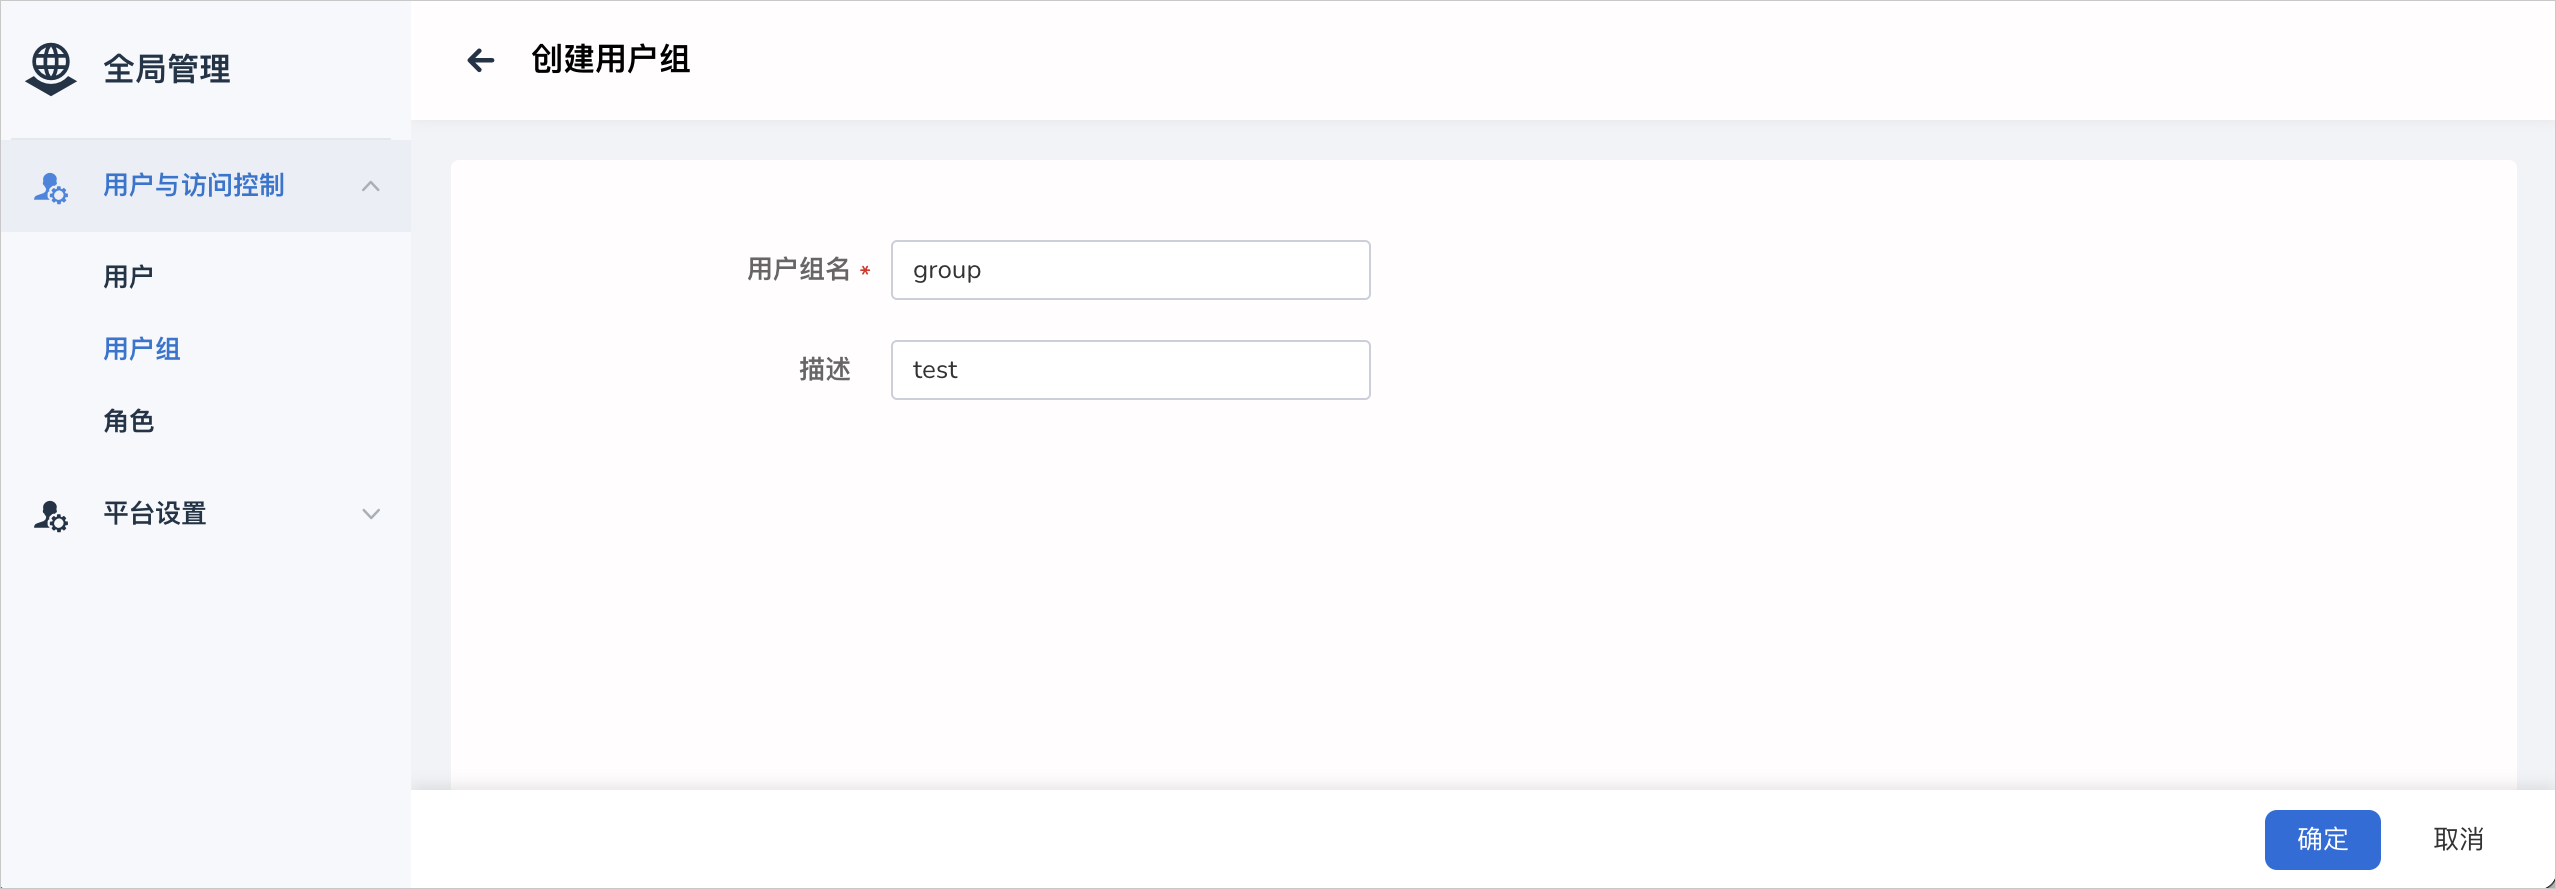 全局管理
用户与访问控制
用户
用户组
角色
平台设置
创建用户组
用户组名 *
group
描述
test
确定
取消